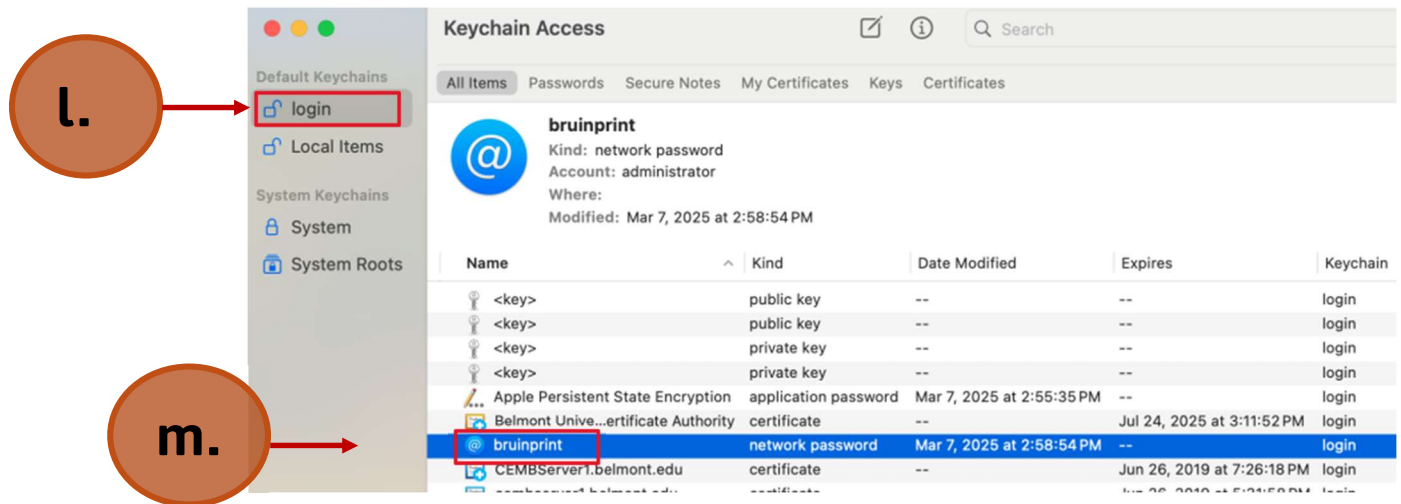 l.
m.
Default Keychains
login
Local Items
System Keychains
System
System Roots
Keychain Access
Search
All Items Passwords Secure Notes My Certificates Keys Certificates
@
bruinprint
Kind: network password
Account: administrator
Where:
Modified: Mar 7, 2025 at 2:58:54 PM
Name Kind Date Modified Expires Keychain
<key> public key -- -- login
<key> public key -- -- login
<key> private key -- -- login
<key> private key -- -- login
Apple Persistent State Encryption application password Mar 7, 2025 at 2:55:35 PM -- login
Belmont Unive...ertificate Authority certificate -- Jul 24, 2025 at 3:11:52 PM login
@ bruinprint network password Mar 7, 2025 at 2:58:54 PM -- login
CEMBServer1.belmont.edu certificate -- Jun 26, 2019 at 7:26:18 PM login